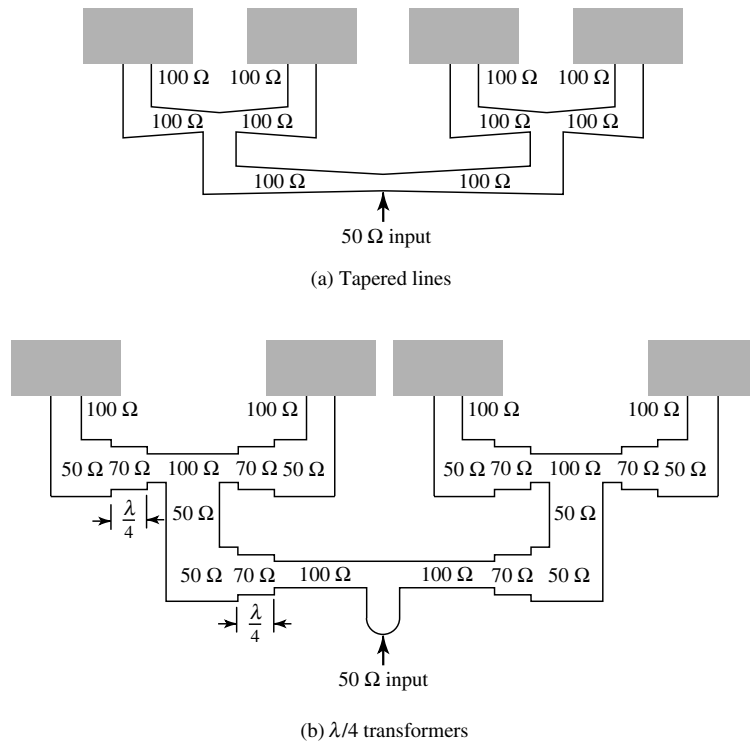 100 Ω 100 Ω 100 Ω 100 Ω
100 Ω 100 Ω 100 Ω 100 Ω
100 Ω 100 Ω
50 Ω input
(a) Tapered lines
100 Ω 100 Ω 100 Ω 100 Ω
50 Ω 70 Ω 100 Ω 70 Ω 50 Ω 50 Ω 70 Ω 100 Ω 70 Ω 50 Ω
λ/4 50 Ω 50 Ω
50 Ω 70 Ω 100 Ω 100 Ω 70 Ω 50 Ω
λ/4
50 Ω input
(b) λ/4 transformers